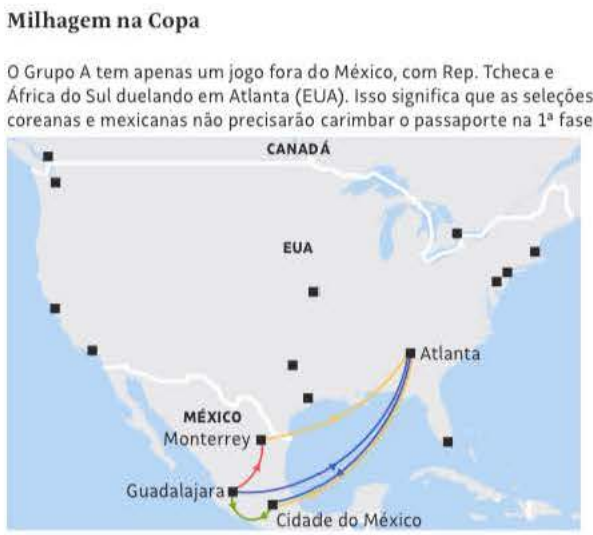 Milhagem na Copa
O Grupo A tem apenas um jogo fora do México, com Rep. Tcheca e
África do Sul duelando em Atlanta (EUA). Isso significa que as seleções
coreanas e mexicanas não precisarão carimbar o passaporte na 1ª fase
CANADÁ
EUA
Atlanta
MÉXICO
Monterrey
Guadalajara
Cidade do México